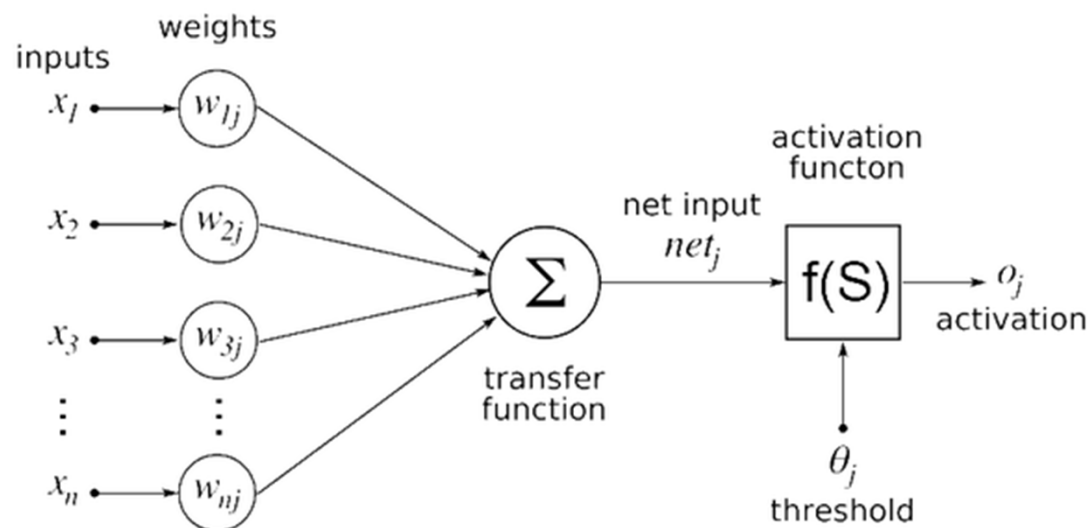 weights
inputs
x1 w1j
x2 w2j
x3 w3j
⋮ ⋮
xn wnj
Σ
transfer
function
net input
netj
activation
functon
f(S)
oj
activation
θj
threshold